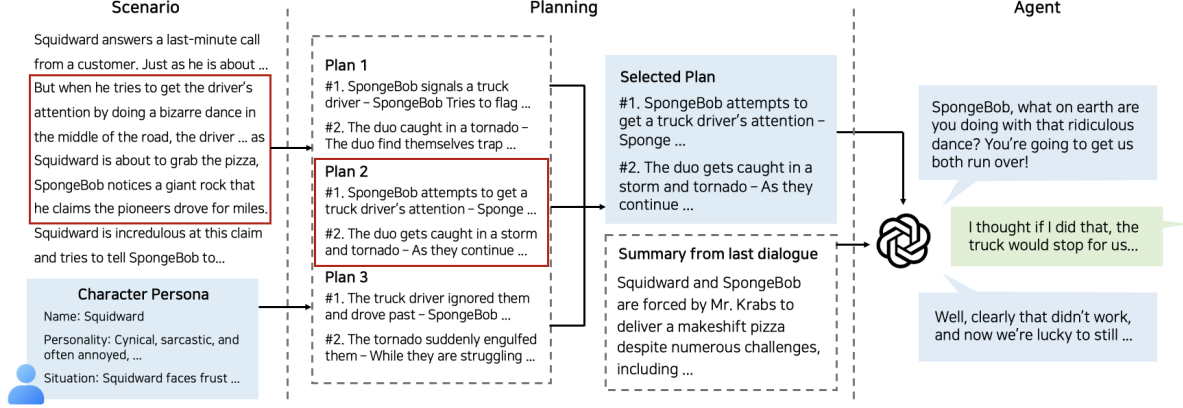 Scenario
Planning
Agent
Squidward answers a last-minute call
from a customer. Just as he is about ...
But when he tries to get the driver's
attention by doing a bizarre dance in
the middle of the road, the driver ... as
Squidward is about to grab the pizza,
SpongeBob notices a giant rock that
he claims the pioneers drove for miles.
Squidward is incredulous at this claim
and tries to tell SpongeBob to...
Character Persona
Name: Squidward
Personality: Cynical, sarcastic, and
often annoyed, ...
Situation: Squidward faces frust ...
Plan 1
#1. SpongeBob signals a truck
driver – SpongeBob Tries to flag ...
#2. The duo caught in a tornado –
The duo find themselves trap ...
Plan 2
#1. SpongeBob attempts to get a
truck driver's attention – Sponge ...
#2. The duo gets caught in a storm
and tornado – As they continue ...
Plan 3
#1. The truck driver ignored them
and drove past – SpongeBob ...
#2. The tornado suddenly engulfed
them – While they are struggling ...
Selected Plan
#1. SpongeBob attempts to
get a truck driver's attention –
Sponge ...
#2. The duo gets caught in a
storm and tornado – As they
continue ...
Summary from last dialogue
Squidward and SpongeBob
are forced by Mr. Krabs to
deliver a makeshift pizza
despite numerous challenges,
including ...
SpongeBob, what on earth are
you doing with that ridiculous
dance? You're going to get us
both run over!
I thought if I did that, the
truck would stop for us...
Well, clearly that didn't work,
and now we're lucky to still ...